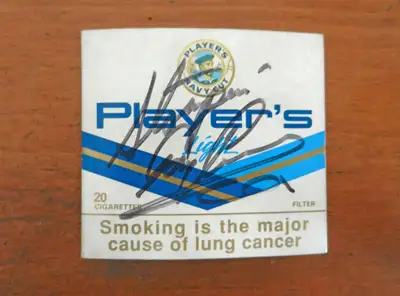 PLAYER'S
NAVY CUT
Player's
Light
20
CIGARETTES
FILTER
Smoking is the major
cause of lung cancer